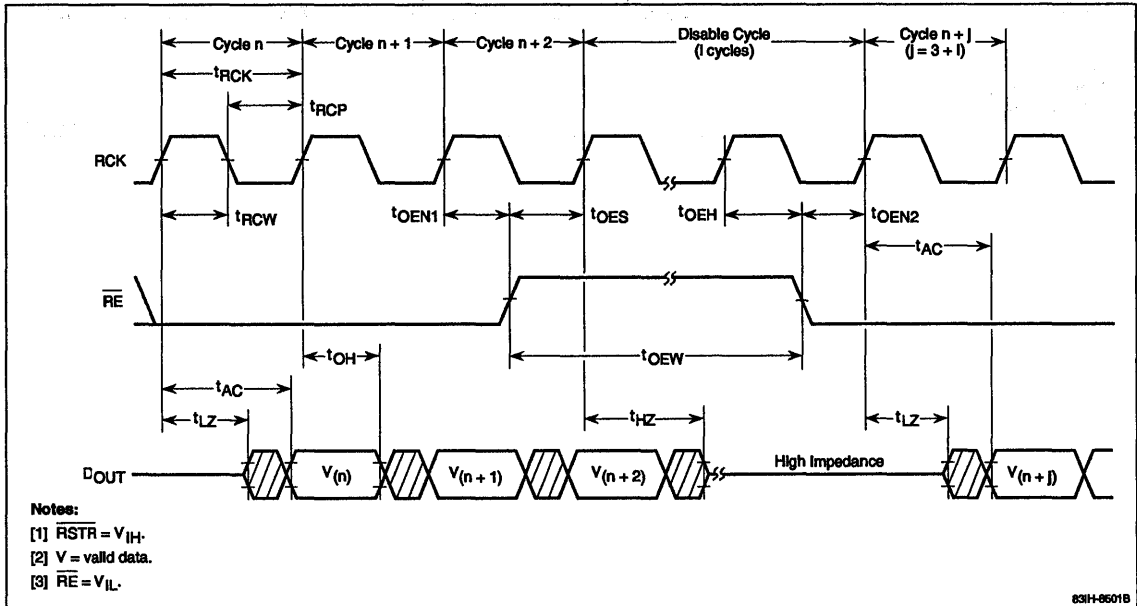 Cycle n Cycle n + 1 Cycle n + 2 Disable Cycle (l cycles) Cycle n + j (j = 3 + l)
tRCK
tRCP
RCK
tRCW tOEN1 tOES tOEH tOEN2
tAC
RE
tOH tOEW
tAC
tLZ tHZ tLZ
DOUT V(n) V(n + 1) V(n + 2) High Impedance V(n + j)
Notes:
[1] RSTR = VIH.
[2] V = valid data.
[3] RE = VIL.
83IH-8501B